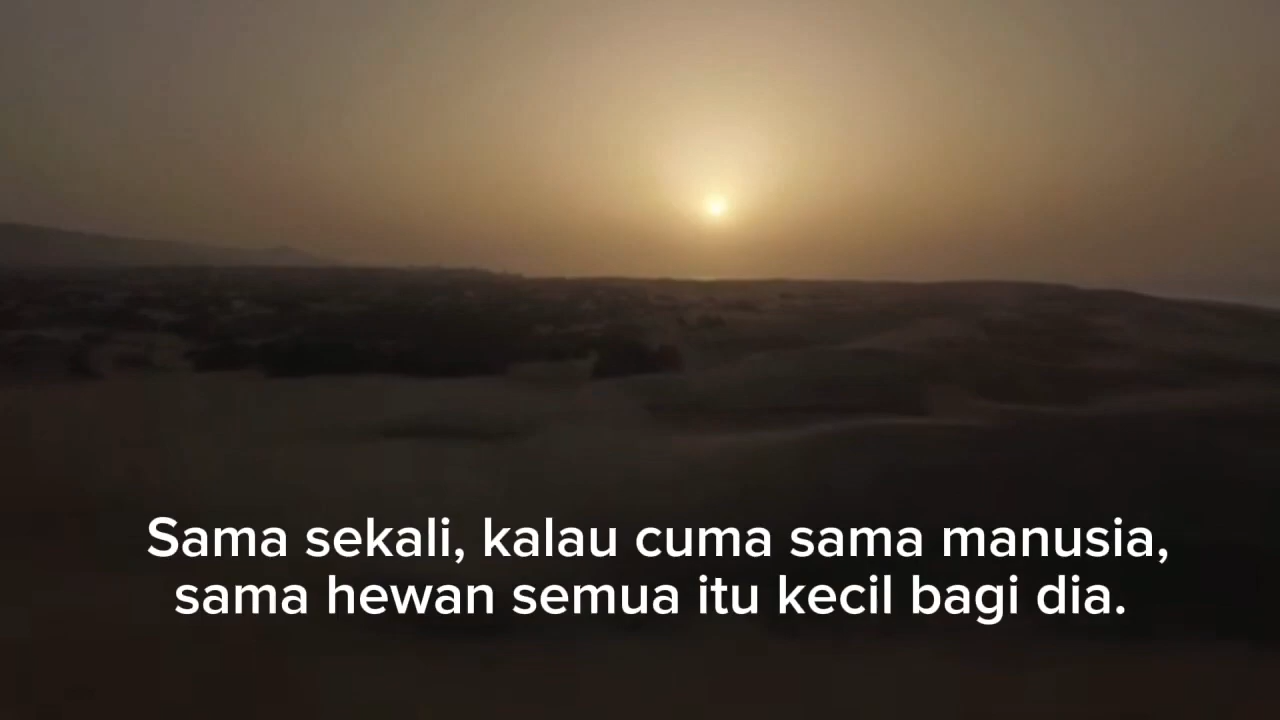 Sama sekali, kalau cuma sama manusia,
sama hewan semua itu kecil bagi dia.